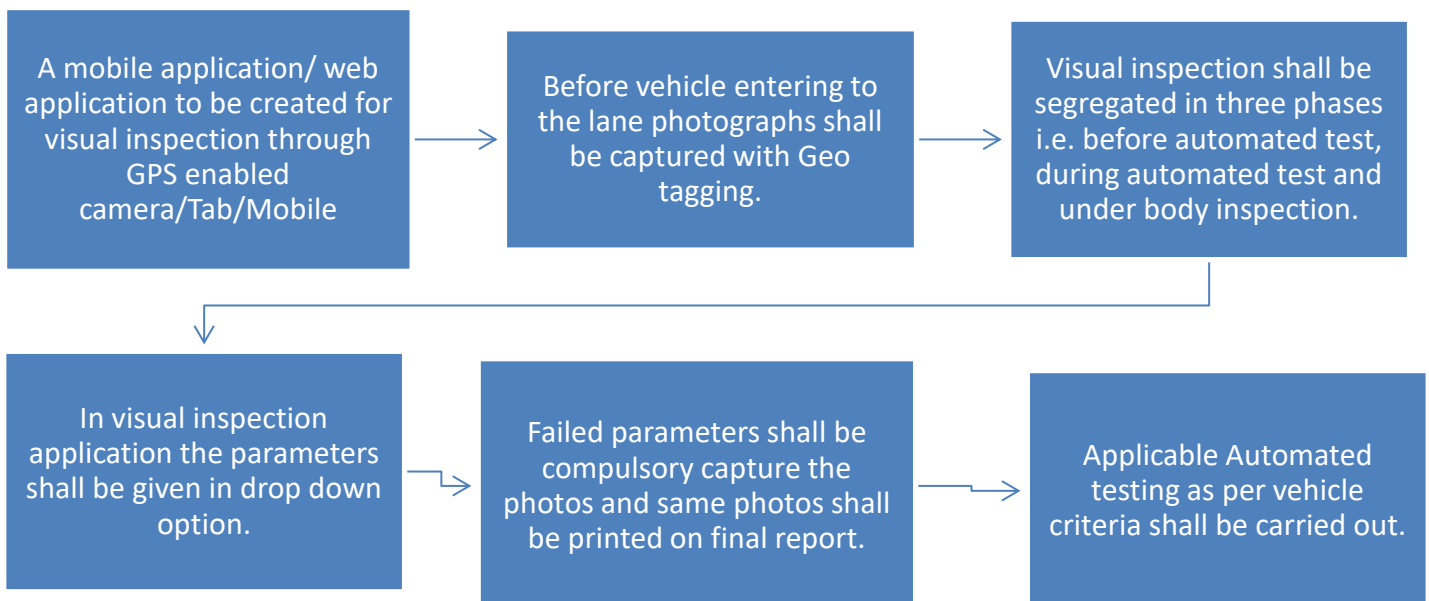 A mobile application/ web
application to be created for
visual inspection through
GPS enabled
camera/Tab/Mobile
Before vehicle entering to
the lane photographs shall
be captured with Geo
tagging.
Visual inspection shall be
segregated in three phases
i.e. before automated test,
during automated test and
under body inspection.
In visual inspection
application the parameters
shall be given in drop down
option.
Failed parameters shall be
compulsory capture the
photos and same photos shall
be printed on final report.
Applicable Automated
testing as per vehicle
criteria shall be carried out.